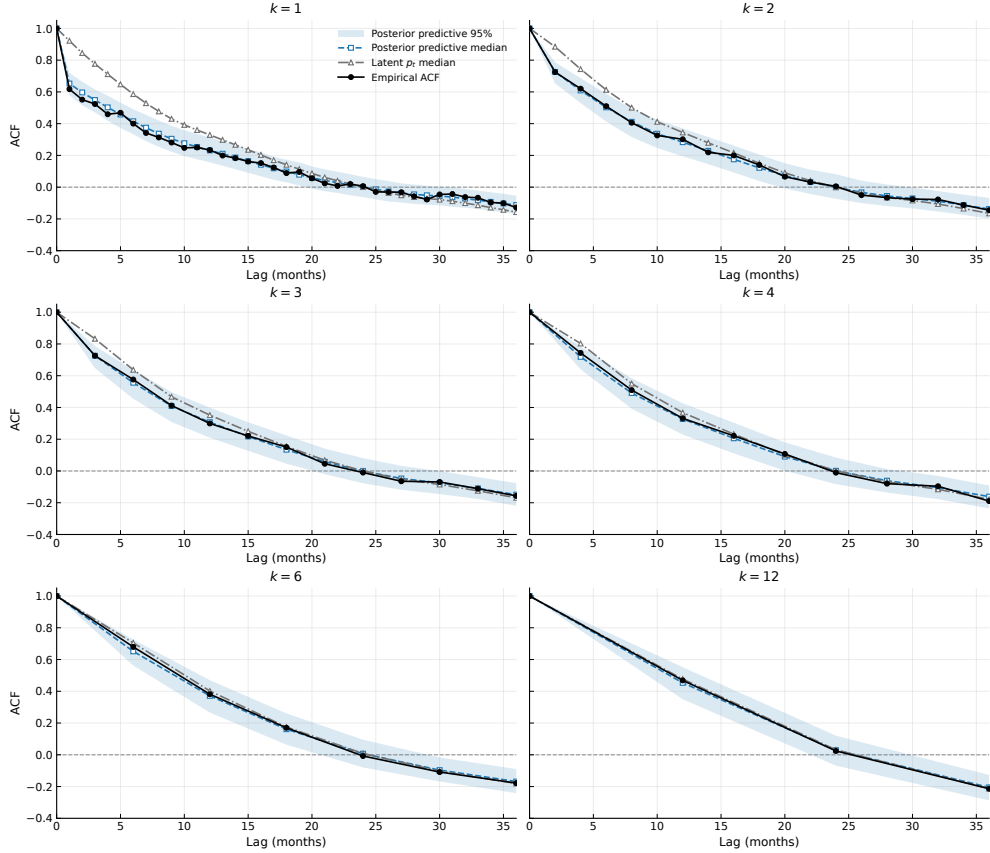 k = 1
1.0
0.8
0.6
0.4
0.2
0.0
−0.2
−0.4
ACF
Posterior predictive 95%
Posterior predictive median
Latent pₜ median
Empirical ACF
0 5 10 15 20 25 30 35
Lag (months)
k = 2
0 5 10 15 20 25 30 35
Lag (months)
k = 3
1.0
0.8
0.6
0.4
0.2
0.0
−0.2
−0.4
ACF
0 5 10 15 20 25 30 35
Lag (months)
k = 4
0 5 10 15 20 25 30 35
Lag (months)
k = 6
1.0
0.8
0.6
0.4
0.2
0.0
−0.2
−0.4
ACF
0 5 10 15 20 25 30 35
Lag (months)
k = 12
0 5 10 15 20 25 30 35
Lag (months)